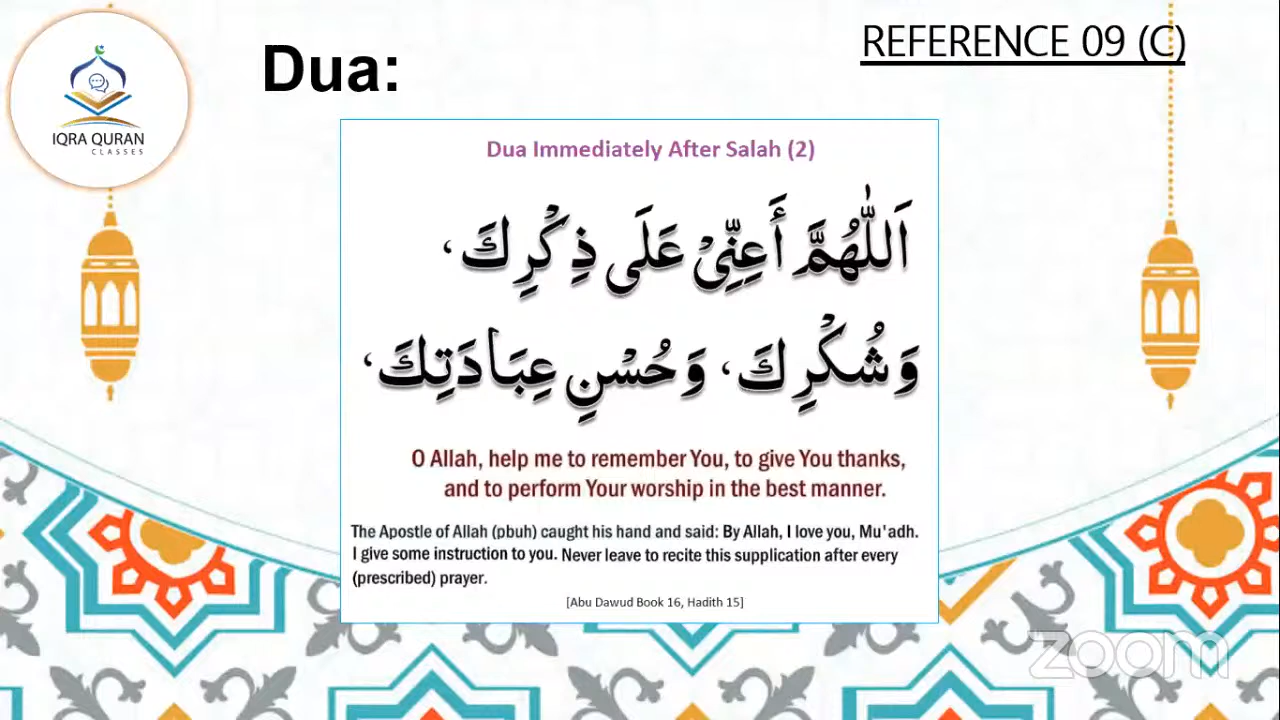 IQRA QURAN
CLASSES
Dua:
REFERENCE 09 (C)
Dua Immediately After Salah (2)
اَللّٰهُمَّ أَعِنِّىْ عَلَى ذِكْرِكَ،
وَشُكْرِكَ، وَحُسْنِ عِبَادَتِكَ،
O Allah, help me to remember You, to give You thanks,
and to perform Your worship in the best manner.
The Apostle of Allah (pbuh) caught his hand and said: By Allah, I love you, Mu'adh.
I give some instruction to you. Never leave to recite this supplication after every
(prescribed) prayer.
[Abu Dawud Book 16, Hadith 15]
zoom